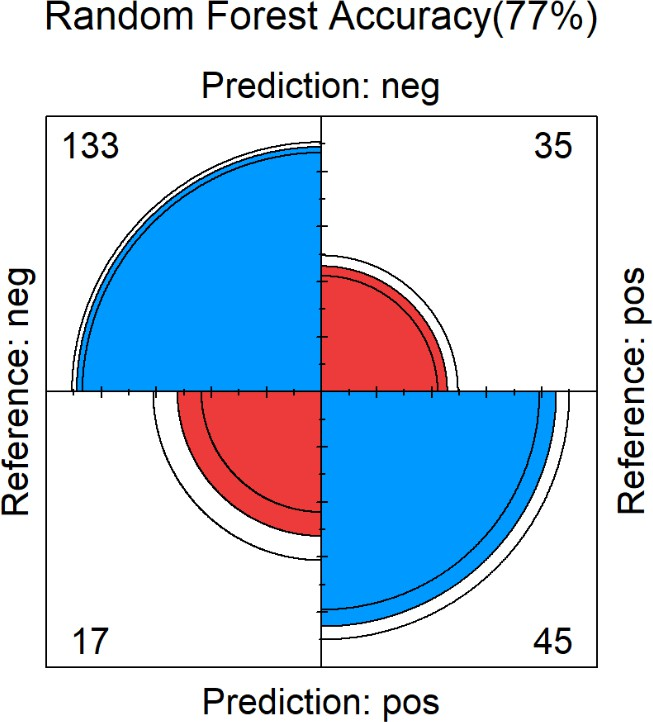 Random Forest Accuracy(77%)
Prediction: neg
133
35
Reference: neg
Reference: pos
17
45
Prediction: pos